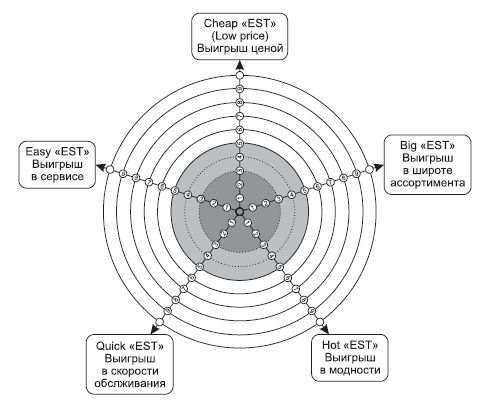 Cheap «EST»
(Low price)
Выигрыш ценой
Easy «EST»
Выигрыш
в сервисе
Big «EST»
Выигрыш
в широте
ассортимента
Quick «EST»
Выигрыш
в скорости
обслживания
Hot «EST»
Выигрыш
в модности